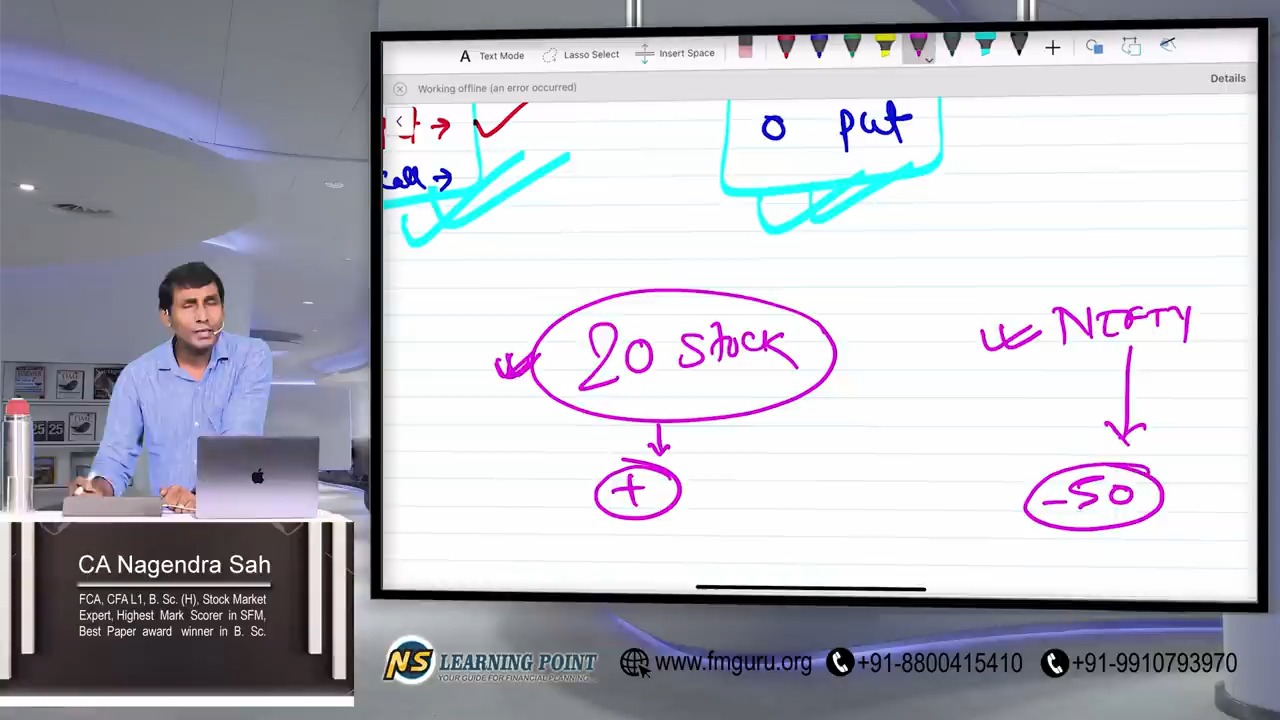 Text Mode Lasso Select Insert Space
Working offline (an error occurred)
Details
0 put
call →
20 Stock
NIFTY
+
-50
CA Nagendra Sah
FCA, CFA L1, B. Sc. (H), Stock Market
Expert, Highest Mark Scorer in SFM,
Best Paper award winner in B. Sc.
NS LEARNING POINT
YOUR GUIDE FOR FINANCIAL PLANNING...
www.fmguru.org +91-8800415410 +91-9910793970